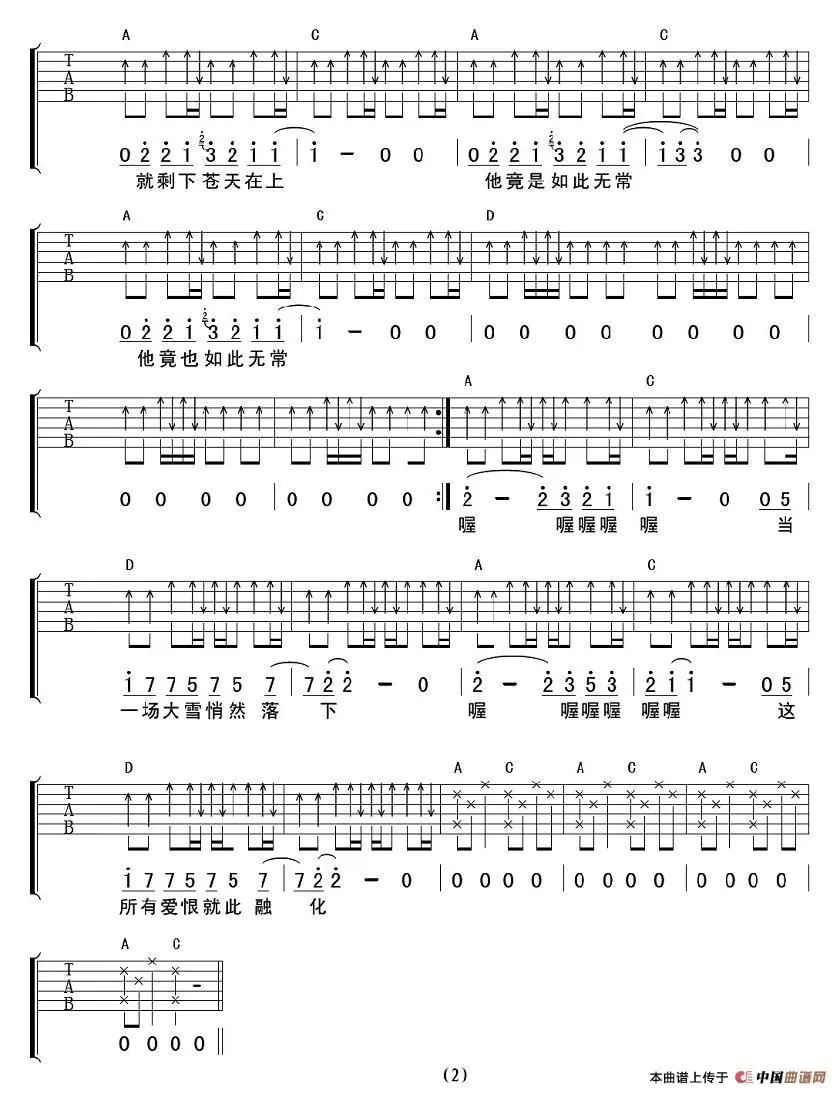 A C A C
T A B
0 2 2 1 2 3 2 1 1 | 1 - 0 0 | 0 2 2 1 2 3 2 1 1 | 1 3 3 0 0
就剩下 苍天在上 他竟是 如此无常
A C D
T A B
0 2 2 1 2 3 2 1 1 | 1 - 0 0 | 0 0 0 0 | 0 0 0 0
他竟也如此无常
A C
T A B
0 0 0 0 | 0 0 0 0 :| 2 - 2 3 2 1 | 1 - 0 0 5
喔 喔喔喔 喔 当
D A C
T A B
1 7 7 5 7 5 7 | 7 2 2 - 0 | 2 - 2 3 5 3 | 2 1 1 - 0 5
一场大雪悄然 落 下 喔 喔喔喔 喔喔 这
D A C A C A C
T A B
1 7 7 5 7 5 7 | 7 2 2 - 0 | 0 0 0 0 | 0 0 0 0 | 0 0 0 0
所有爱恨就此 融 化
A C
T A B
0 0 0 0 ||
(2)
本曲谱上传于 中国曲谱网